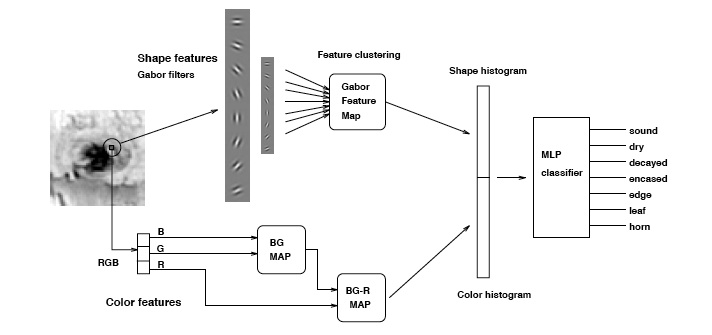 Shape features
Gabor filters
Feature clustering
Gabor
Feature
Map
Shape histogram
MLP
classifier
sound
dry
decayed
encased
edge
leaf
horn
RGB
B
G
R
BG
MAP
BG-R
MAP
Color features
Color histogram